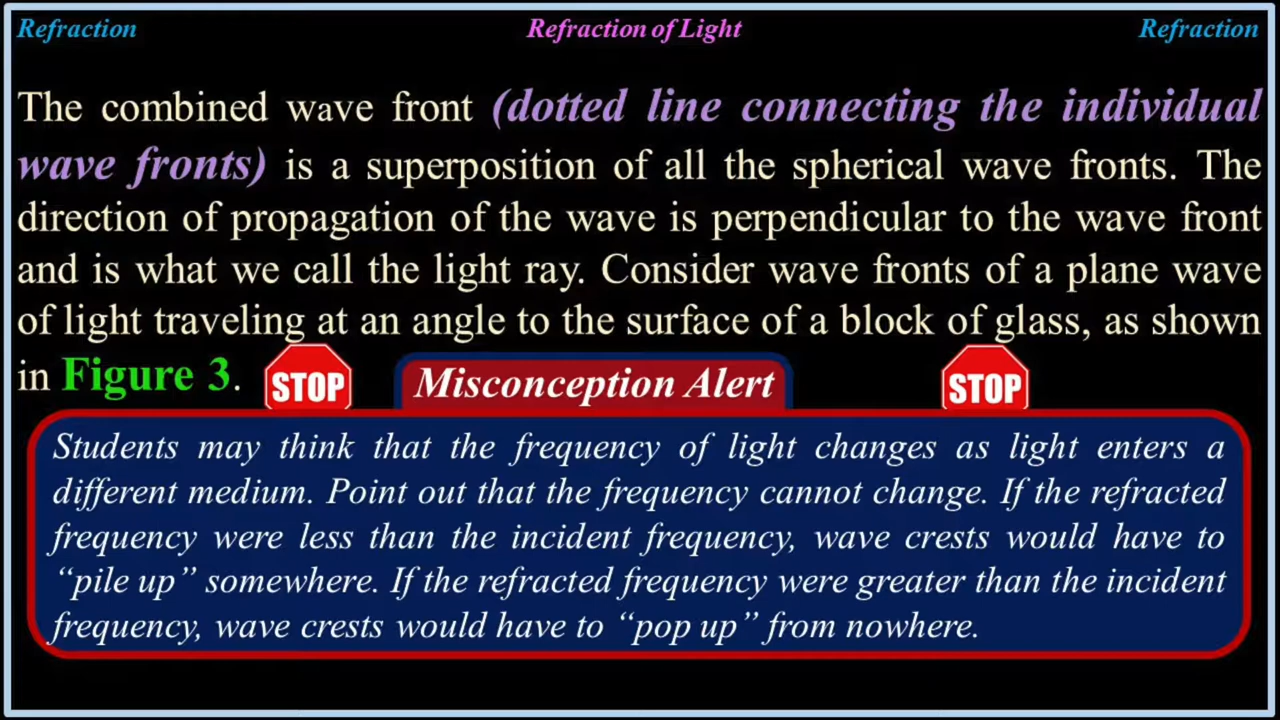 Refraction Refraction of Light Refraction
The combined wave front (dotted line connecting the individual
wave fronts) is a superposition of all the spherical wave fronts. The
direction of propagation of the wave is perpendicular to the wave front
and is what we call the light ray. Consider wave fronts of a plane wave
of light traveling at an angle to the surface of a block of glass, as shown
in Figure 3.
STOP Misconception Alert STOP
Students may think that the frequency of light changes as light enters a
different medium. Point out that the frequency cannot change. If the refracted
frequency were less than the incident frequency, wave crests would have to
“pile up” somewhere. If the refracted frequency were greater than the incident
frequency, wave crests would have to “pop up” from nowhere.